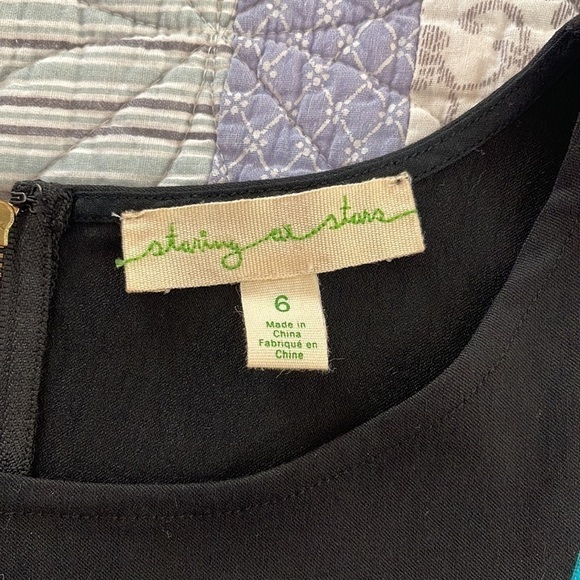 staring at stars
6
Made in
China
Fabriqué en
Chine